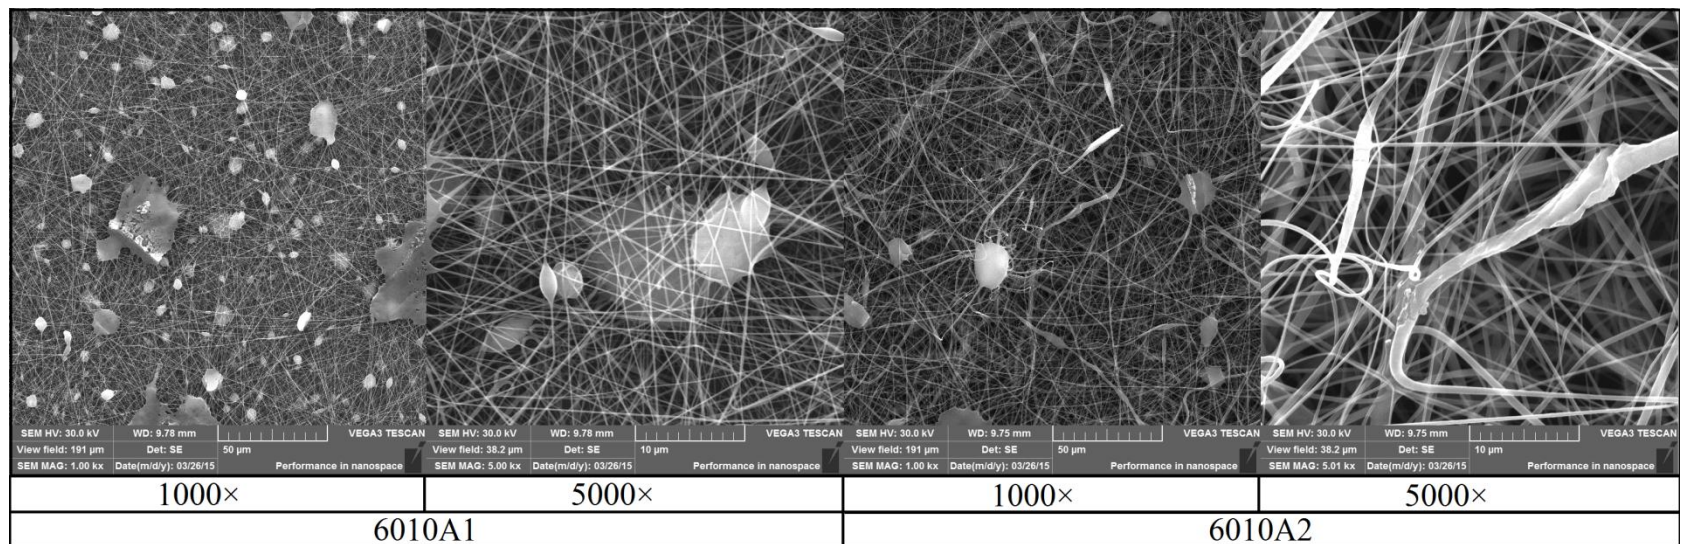 SEM HV: 30.0 kV WD: 9.78 mm VEGA3 TESCAN
View field: 191 µm Det: SE 50 µm
SEM MAG: 1.00 kx Date(m/d/y): 03/26/15 Performance in nanospace
SEM HV: 30.0 kV WD: 9.78 mm VEGA3 TESCAN
View field: 38.2 µm Det: SE 10 µm
SEM MAG: 5.00 kx Date(m/d/y): 03/26/15 Performance in nanospace
SEM HV: 30.0 kV WD: 9.75 mm VEGA3 TESCAN
View field: 191 µm Det: SE 50 µm
SEM MAG: 1.00 kx Date(m/d/y): 03/26/15 Performance in nanospace
SEM HV: 30.0 kV WD: 9.75 mm VEGA3 TESCAN
View field: 38.2 µm Det: SE 10 µm
SEM MAG: 5.01 kx Date(m/d/y): 03/26/15 Performance in nanospace
1000× 5000× 1000× 5000×
6010A1 6010A2